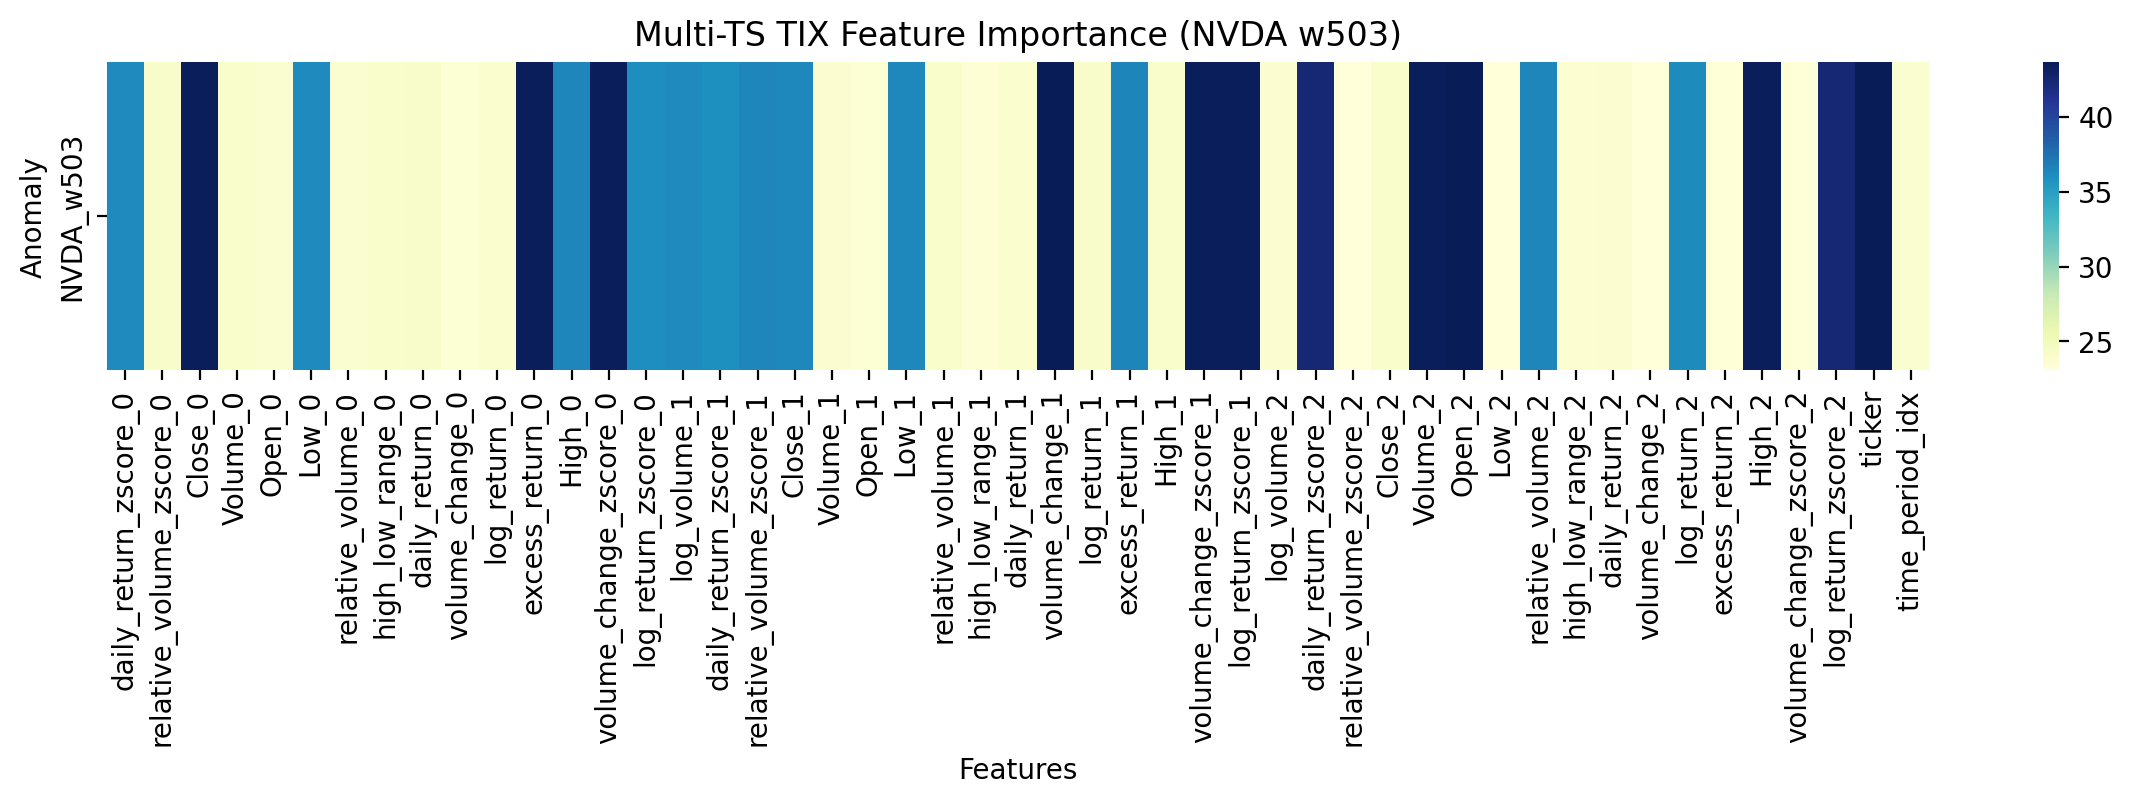 Multi-TS TIX Feature Importance (NVDA w503)
Anomaly
NVDA_w503
40
35
30
25
daily_return_zscore_0
relative_volume_zscore_0
Close_0
Volume_0
Open_0
Low_0
relative_volume_0
high_low_range_0
daily_return_0
volume_change_0
log_return_0
excess_return_0
High_0
volume_change_zscore_0
log_return_zscore_0
log_volume_1
daily_return_zscore_1
relative_volume_zscore_1
Close_1
Volume_1
Open_1
Low_1
relative_volume_1
high_low_range_1
daily_return_1
volume_change_1
log_return_1
excess_return_1
High_1
volume_change_zscore_1
log_return_zscore_1
log_volume_2
daily_return_zscore_2
relative_volume_zscore_2
Close_2
Volume_2
Open_2
Low_2
relative_volume_2
high_low_range_2
daily_return_2
volume_change_2
log_return_2
excess_return_2
High_2
volume_change_zscore_2
log_return_zscore_2
ticker
time_period_idx
Features